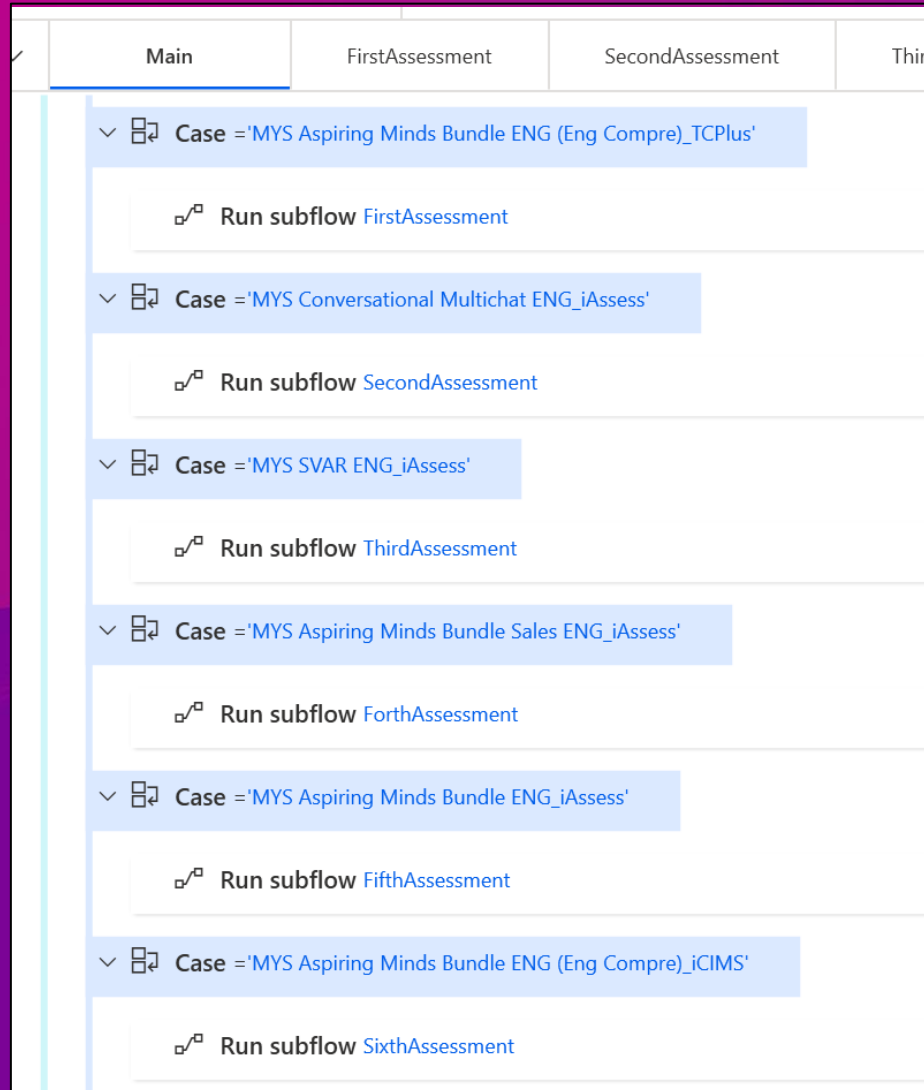 Main
FirstAssessment
SecondAssessment
Case ='MYS Aspiring Minds Bundle ENG (Eng Compre)_TCPlus'
Run subflow FirstAssessment
Case ='MYS Conversational Multichat ENG_iAssess'
Run subflow SecondAssessment
Case ='MYS SVAR ENG_iAssess'
Run subflow ThirdAssessment
Case ='MYS Aspiring Minds Bundle Sales ENG_iAssess'
Run subflow ForthAssessment
Case ='MYS Aspiring Minds Bundle ENG_iAssess'
Run subflow FifthAssessment
Case ='MYS Aspiring Minds Bundle ENG (Eng Compre)_iCIMS'
Run subflow SixthAssessment